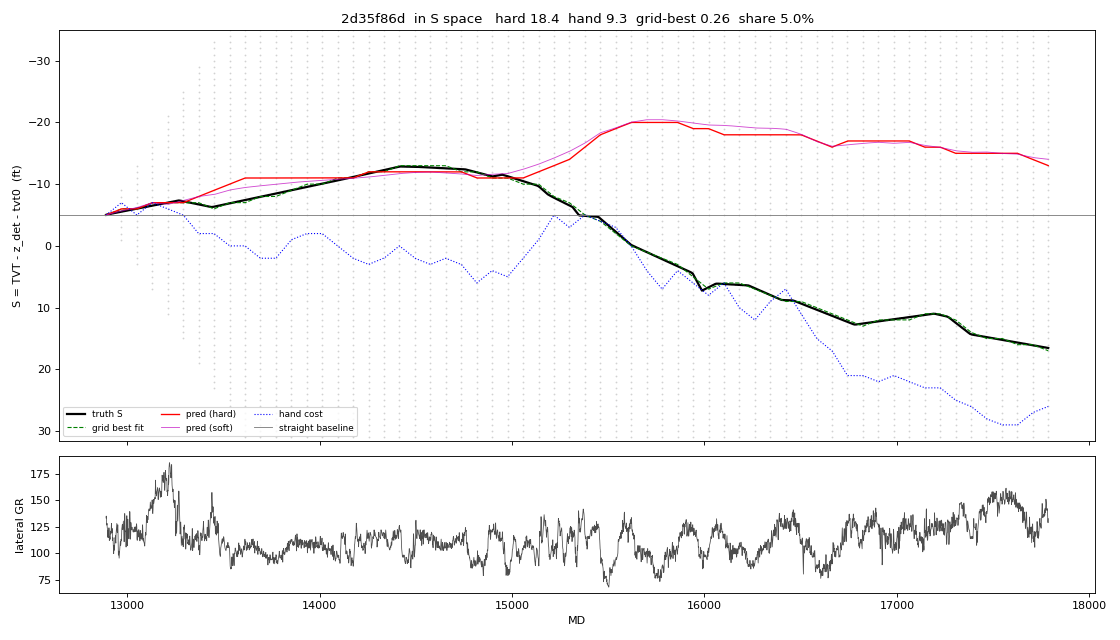 2d35f86d  in S space   hard 18.4  hand 9.3  grid-best 0.26  share 5.0%
S = TVT - z_det - tvt0  (ft)
−30
−20
−10
0
10
20
30
truth S
grid best fit
pred (hard)
pred (soft)
hand cost
straight baseline
lateral GR
175
150
125
100
75
13000
14000
15000
16000
17000
18000
MD